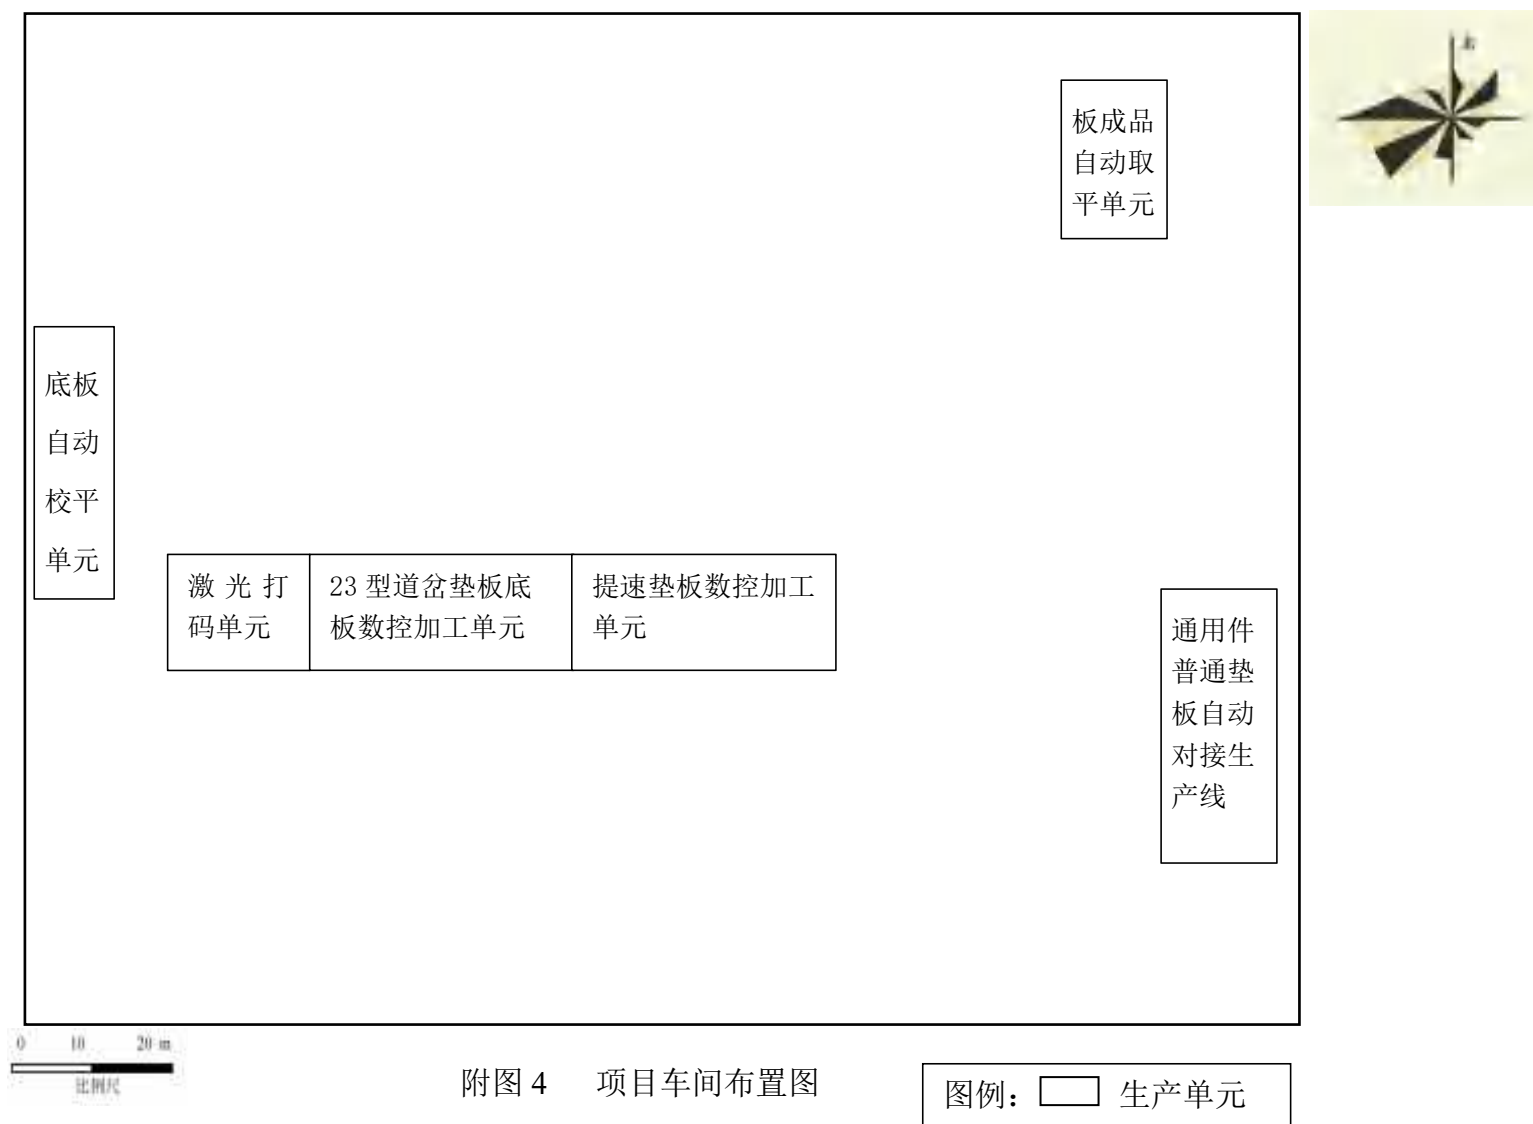 北
板成品
自动取
平单元
底板
自动
校平
单元
激光打
码单元
23 型道岔垫板底
板数控加工单元
提速垫板数控加工
单元
通用件
普通垫
板自动
对接生
产线
0 10 20 m
比例尺
附图 4 项目车间布置图
图例： 生产单元